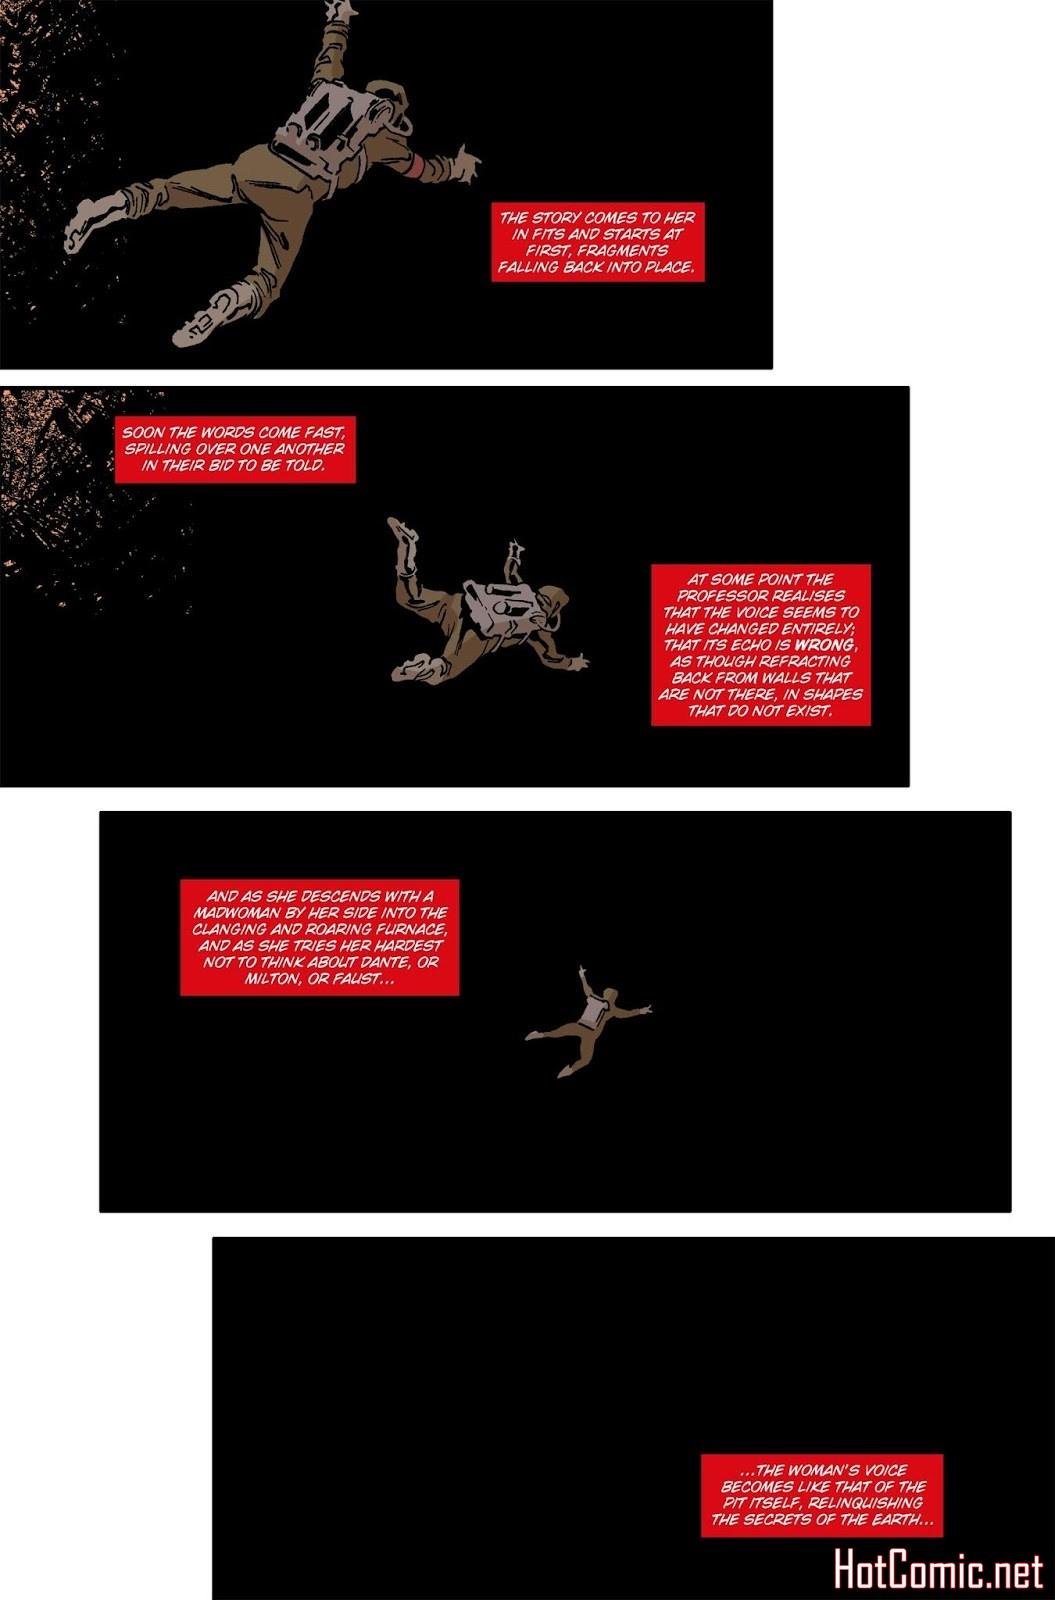 THE STORY COMES TO HER
IN FITS AND STARTS AT
FIRST, FRAGMENTS
FALLING BACK INTO PLACE.
SOON THE WORDS COME FAST,
SPILLING OVER ONE ANOTHER
IN THEIR BID TO BE TOLD.
AT SOME POINT THE
PROFESSOR REALISES
THAT THE VOICE SEEMS TO
HAVE CHANGED ENTIRELY;
THAT ITS ECHO IS WRONG,
AS THOUGH REFRACTING
BACK FROM WALLS THAT
ARE NOT THERE, IN SHAPES
THAT DO NOT EXIST.
AND AS SHE DESCENDS WITH A
MADWOMAN BY HER SIDE INTO THE
CLANGING AND ROARING FURNACE,
AND AS SHE TRIES HER HARDEST
NOT TO THINK ABOUT DANTE, OR
MILTON, OR FAUST...
...THE WOMAN'S VOICE
BECOMES LIKE THAT OF THE
PIT ITSELF, RELINQUISHING
THE SECRETS OF THE EARTH...
HotComic.net